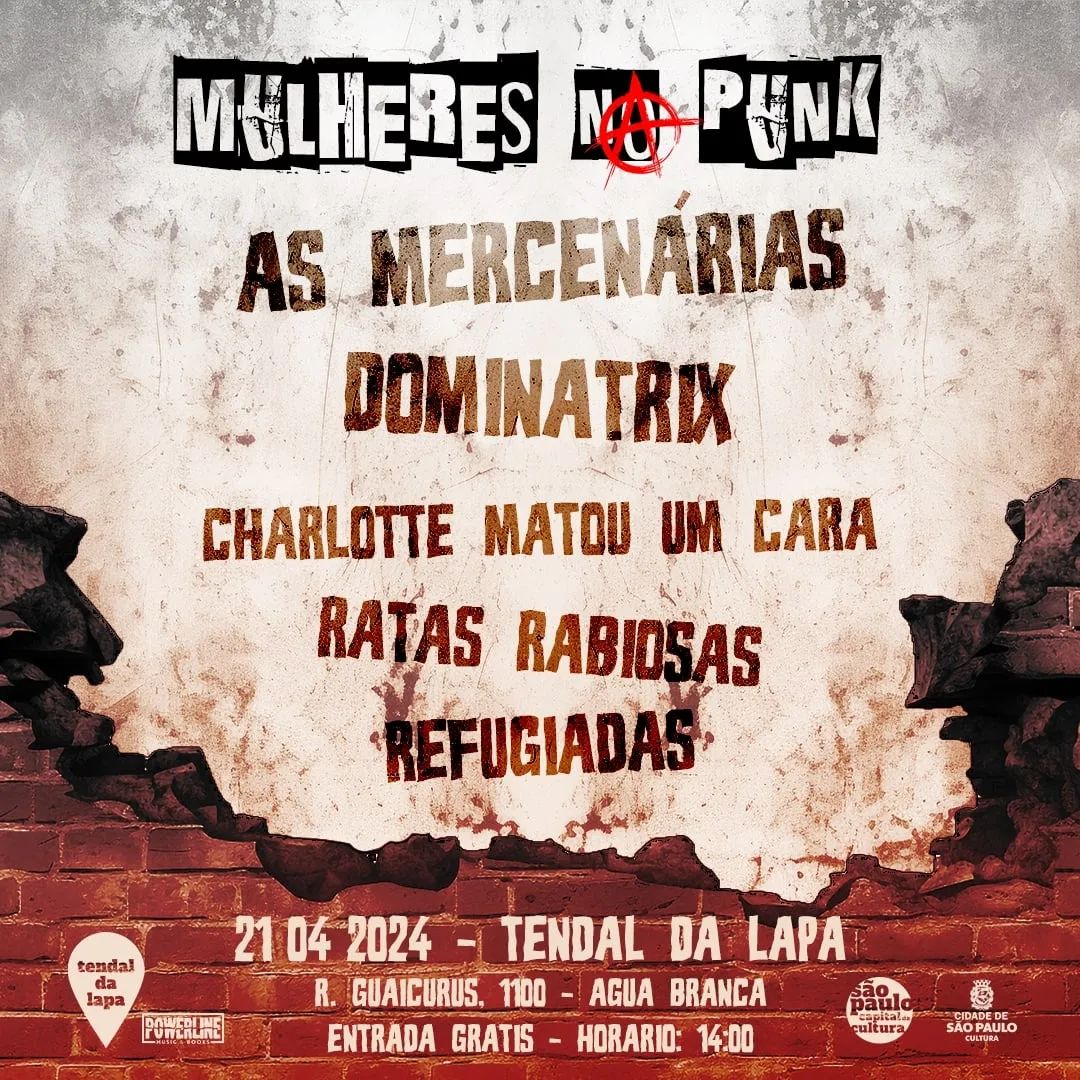 MULHERES NO PUNK
AS MERCENÁRIAS
DOMINATRIX
CHARLOTTE MATOU UM CARA
RATAS RABIOSAS
REFUGIADAS
21 04 2024 - TENDAL DA LAPA
R. GUAICURUS, 1100 - AGUA BRANCA
ENTRADA GRATIS - HORARIO: 14:00
tendal
da
lapa
POWERLINE
MUSIC & BOOKS
são
paulo
capital da
cultura
CIDADE DE
SÃO PAULO
CULTURA